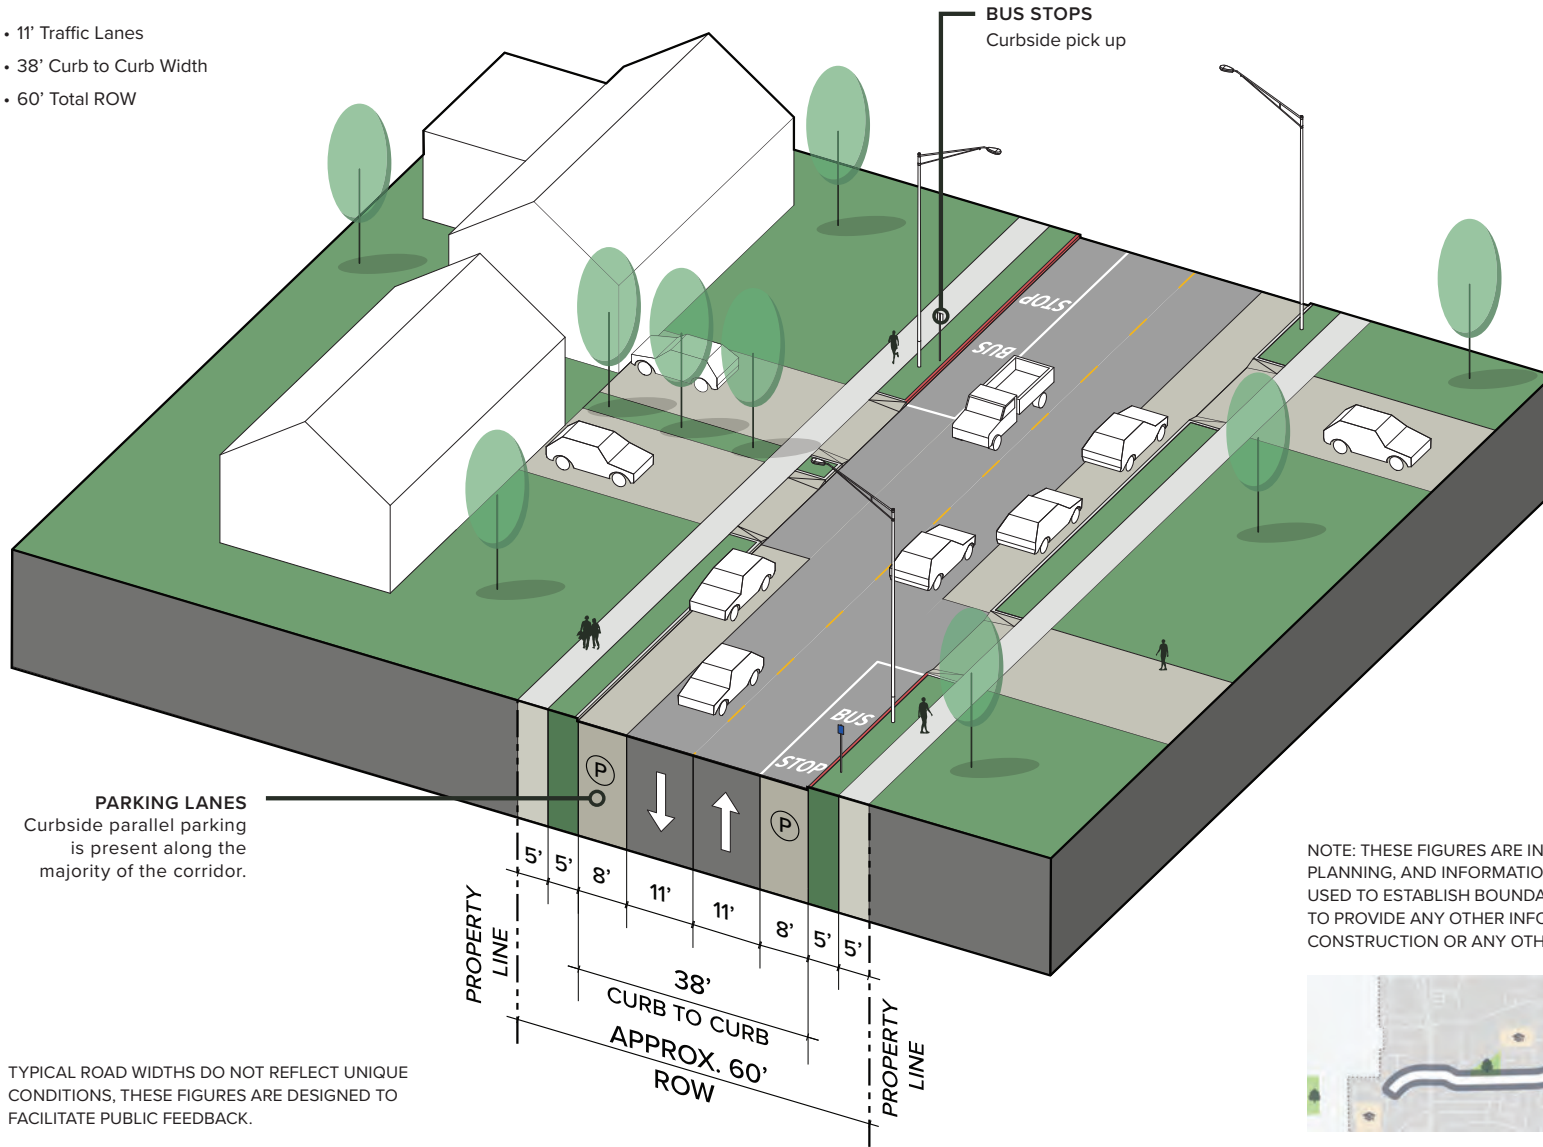 • 11’ Traffic Lanes
• 38’ Curb to Curb Width
• 60’ Total ROW
BUS STOPS
Curbside pick up
STOP
BUS
BUS
STOP
PARKING LANES
Curbside parallel parking
is present along the
majority of the corridor.
P
P
5’
5’
8’
11’
11’
8’
5’
5’
PROPERTY
LINE
38’
CURB TO CURB
APPROX. 60’
ROW
PROPERTY
LINE
NOTE: THESE FIGURES ARE IN
PLANNING, AND INFORMATIO
USED TO ESTABLISH BOUNDA
TO PROVIDE ANY OTHER INFO
CONSTRUCTION OR ANY OTH
TYPICAL ROAD WIDTHS DO NOT REFLECT UNIQUE
CONDITIONS, THESE FIGURES ARE DESIGNED TO
FACILITATE PUBLIC FEEDBACK.